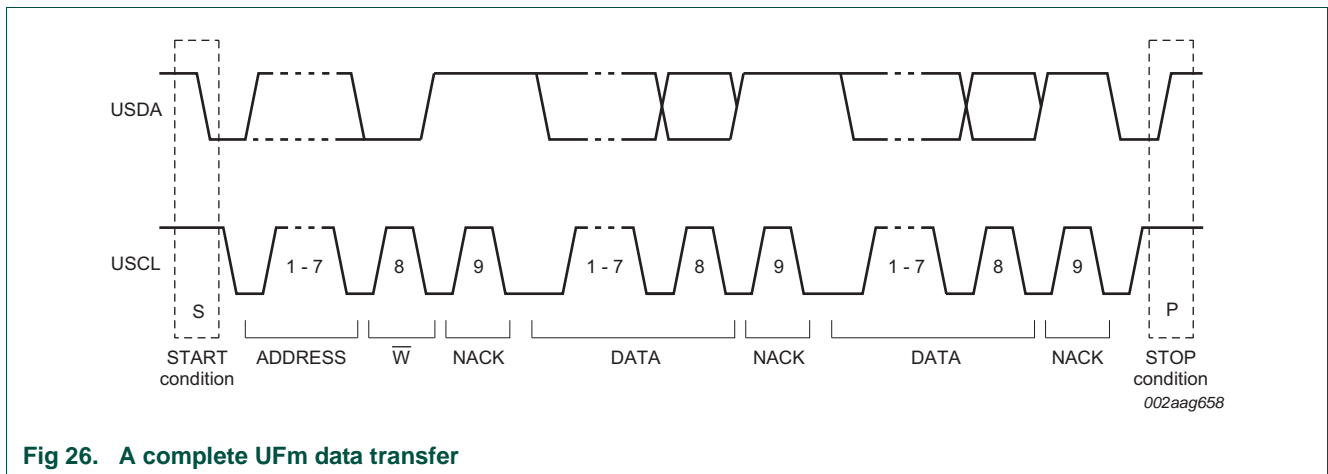 USDA
USCL
1 - 7 8 9 1 - 7 8 9 1 - 7 8 9
S P
START condition
ADDRESS
W̅
NACK
DATA
NACK
DATA
NACK
STOP condition
002aag658
Fig 26. A complete UFm data transfer